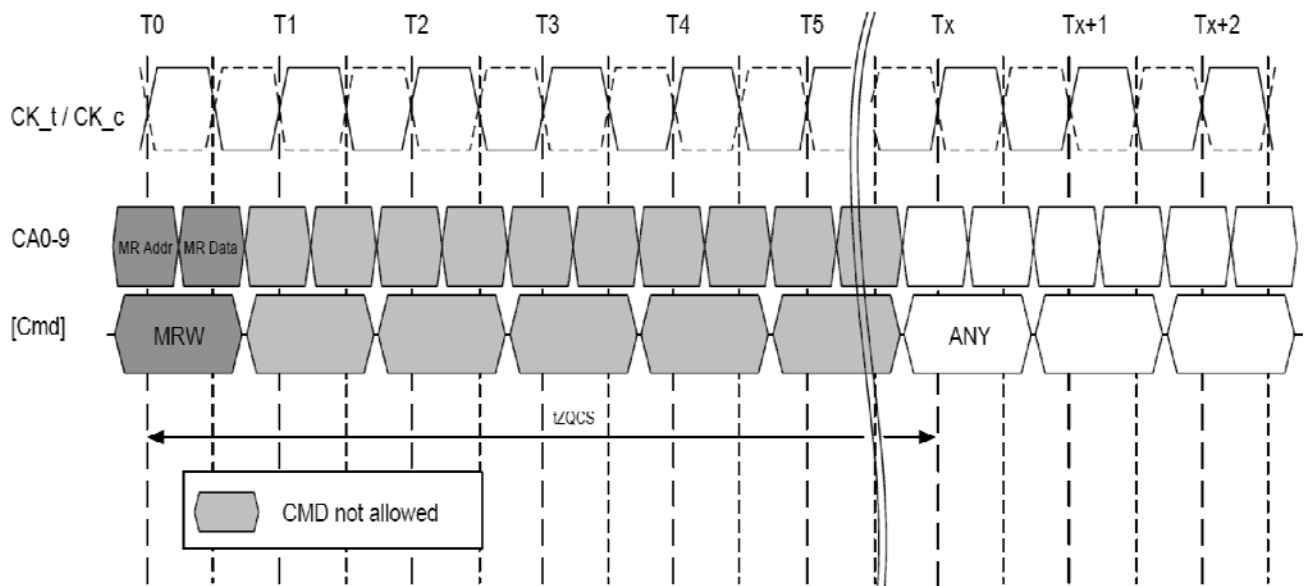 T0 T1 T2 T3 T4 T5 Tx Tx+1 Tx+2
CK_t / CK_c
CA0-9 MR Addr MR Data
[Cmd] MRW ANY
tZQCS
CMD not allowed